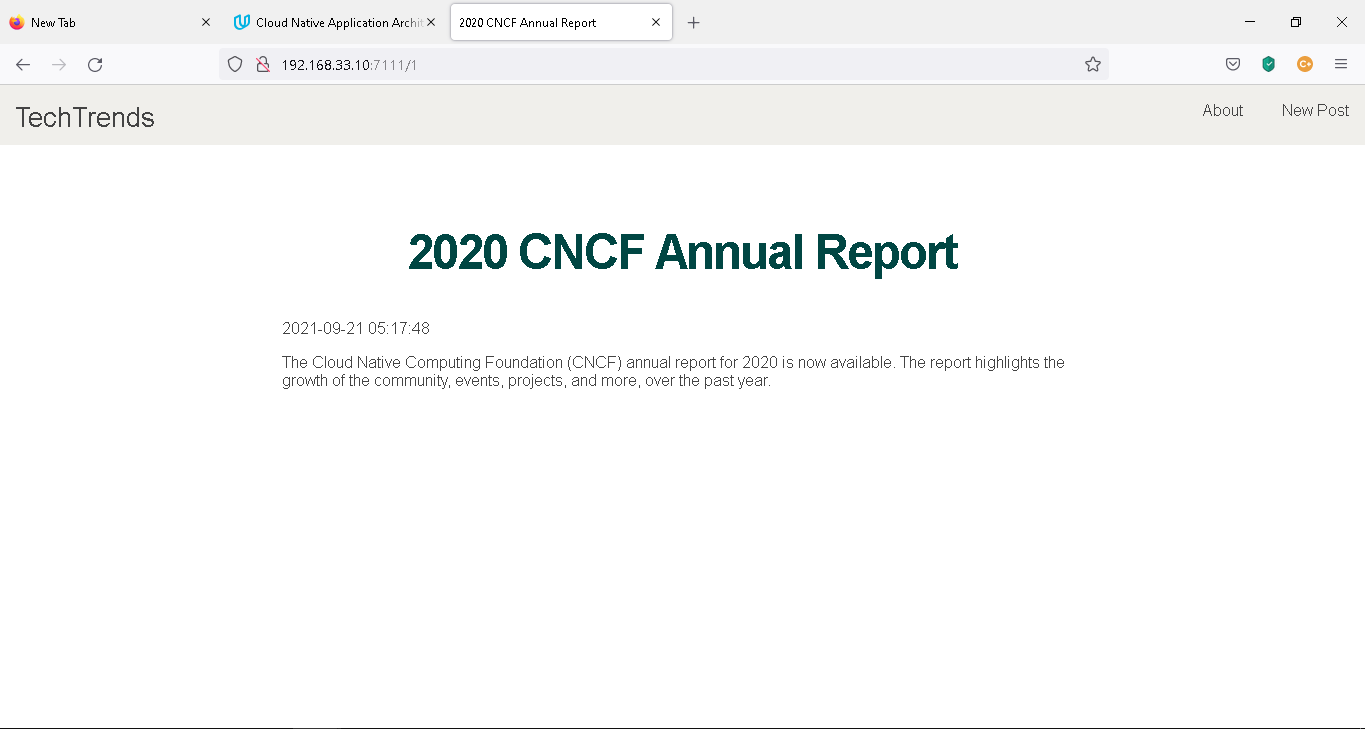 New Tab
Cloud Native Application Archit
2020 CNCF Annual Report
192.168.33.10:7111/1
C+
TechTrends
About
New Post
2020 CNCF Annual Report
2021-09-21 05:17:48
The Cloud Native Computing Foundation (CNCF) annual report for 2020 is now available. The report highlights the
growth of the community, events, projects, and more, over the past year.